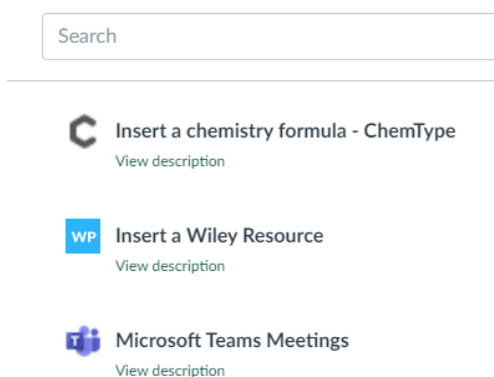 Search
Insert a chemistry formula - ChemType
View description
WP
Insert a Wiley Resource
View description
T
Microsoft Teams Meetings
View description